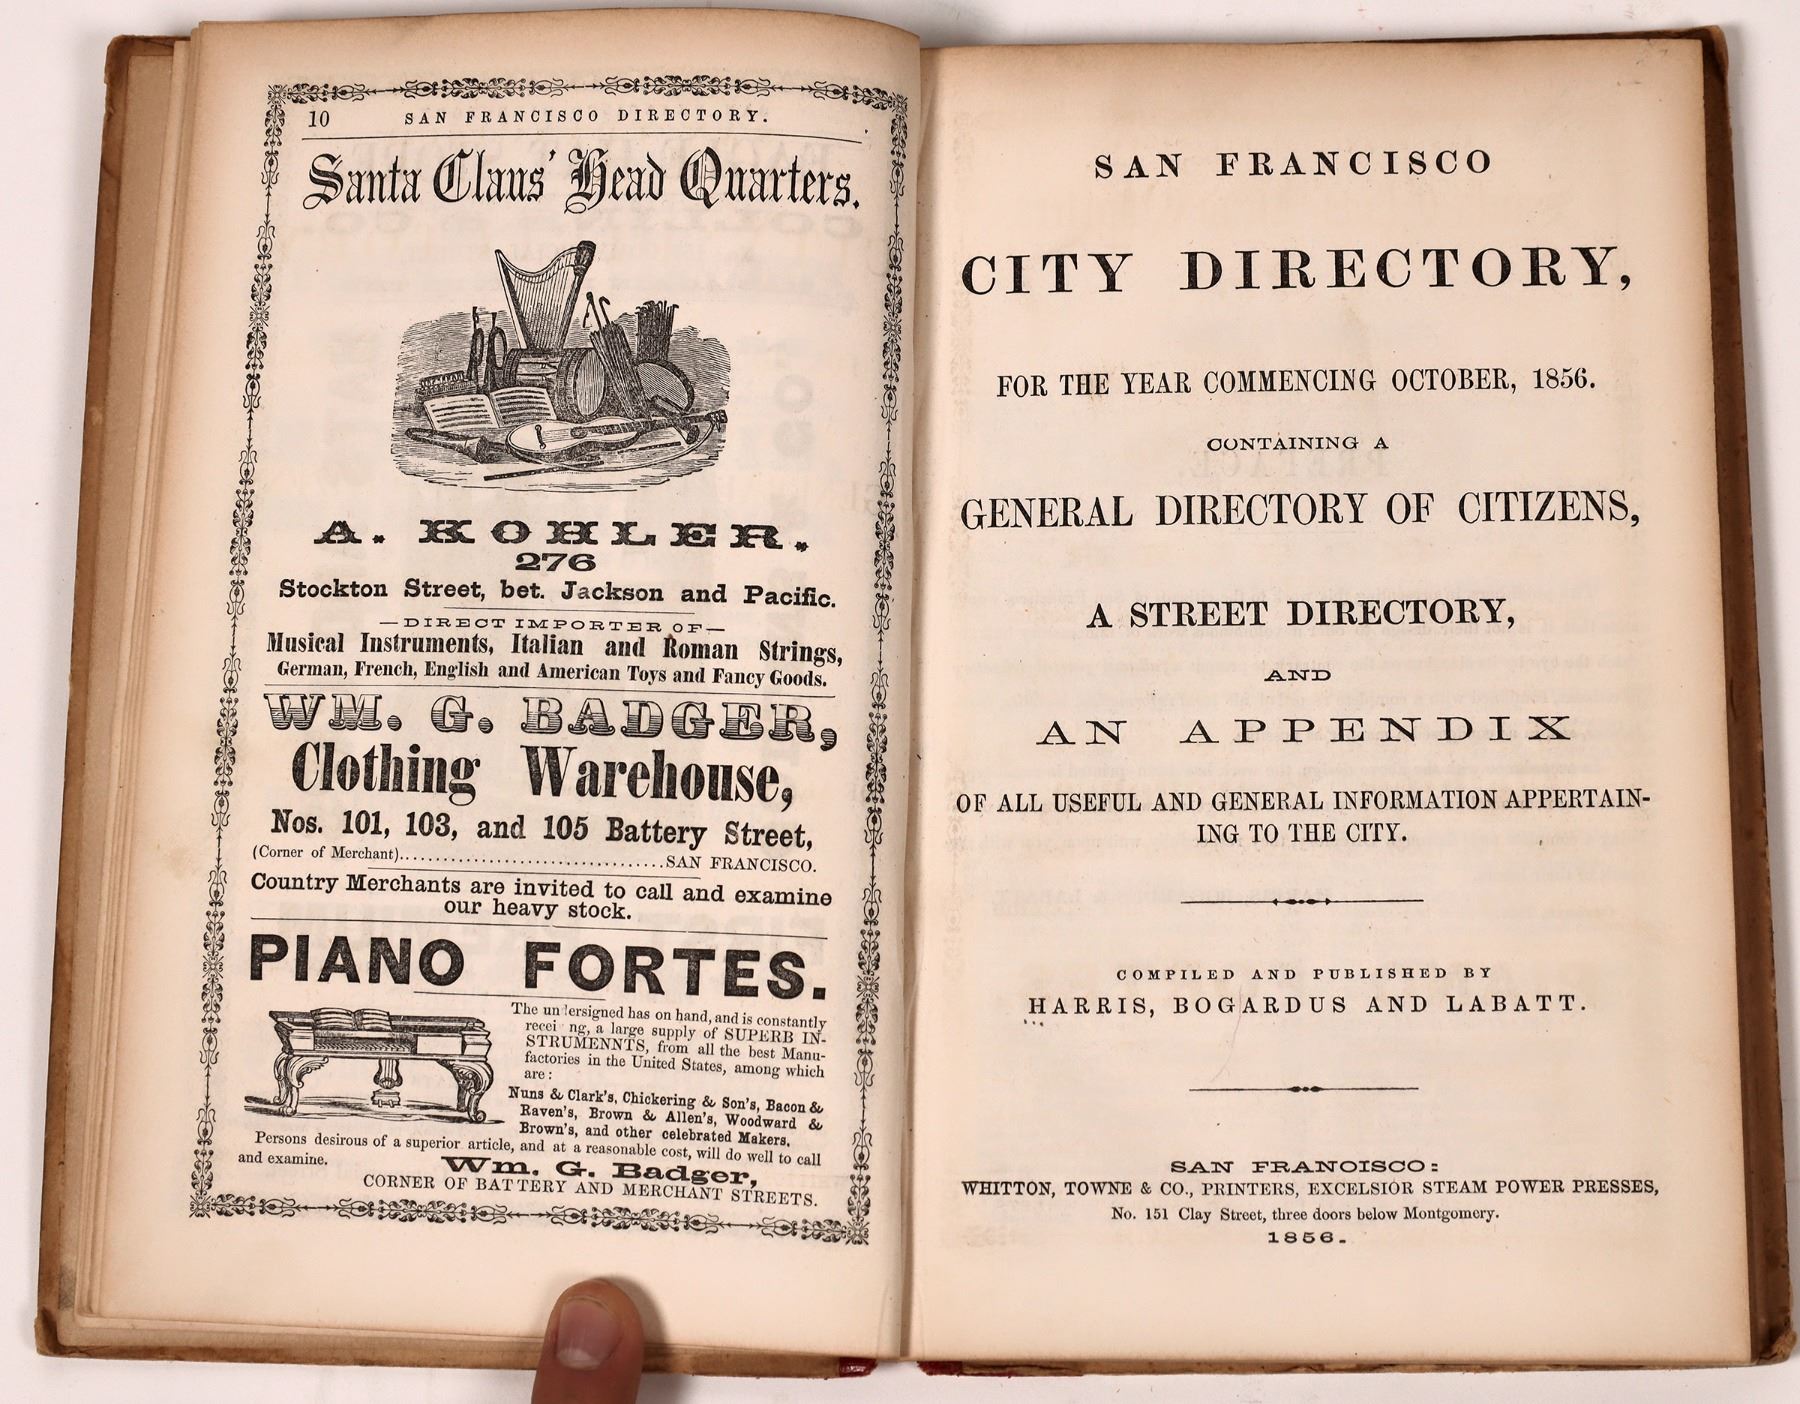 10 SAN FRANCISCO DIRECTORY.
Santa Claus' Head Quarters.
A. KOHLER.
276
Stockton Street, bet. Jackson and Pacific.
—DIRECT IMPORTER OF—
Musical Instruments, Italian and Roman Strings,
German, French, English and American Toys and Fancy Goods.
WM. G. BADGER,
Clothing Warehouse,
Nos. 101, 103, and 105 Battery Street,
(Corner of Merchant)..................................SAN FRANCISCO.
Country Merchants are invited to call and examine
our heavy stock.
PIANO FORTES.
The un ersigned has on hand, and is constantly
recei ng, a large supply of SUPERB IN-
STRUMENNTS, from all the best Manu-
factories in the United States, among which
are:
Nuns & Clark's, Chickering & Son's, Bacon &
Raven's, Brown & Allen's, Woodward &
Brown's, and other celebrated Makers.
Persons desirous of a superior article, and at a reasonable cost, will do well to call
and examine.
Wm. G. Badger,
CORNER OF BATTERY AND MERCHANT STREETS.
SAN FRANCISCO
CITY DIRECTORY,
FOR THE YEAR COMMENCING OCTOBER, 1856.
CONTAINING A
GENERAL DIRECTORY OF CITIZENS,
A STREET DIRECTORY,
AND
AN APPENDIX
OF ALL USEFUL AND GENERAL INFORMATION APPERTAIN-
ING TO THE CITY.
COMPILED AND PUBLISHED BY
HARRIS, BOGARDUS AND LABATT.
SAN FRANOISCO:
WHITTON, TOWNE & CO., PRINTERS, EXCELSIOR STEAM POWER PRESSES,
No. 151 Clay Street, three doors below Montgomery.
1856.